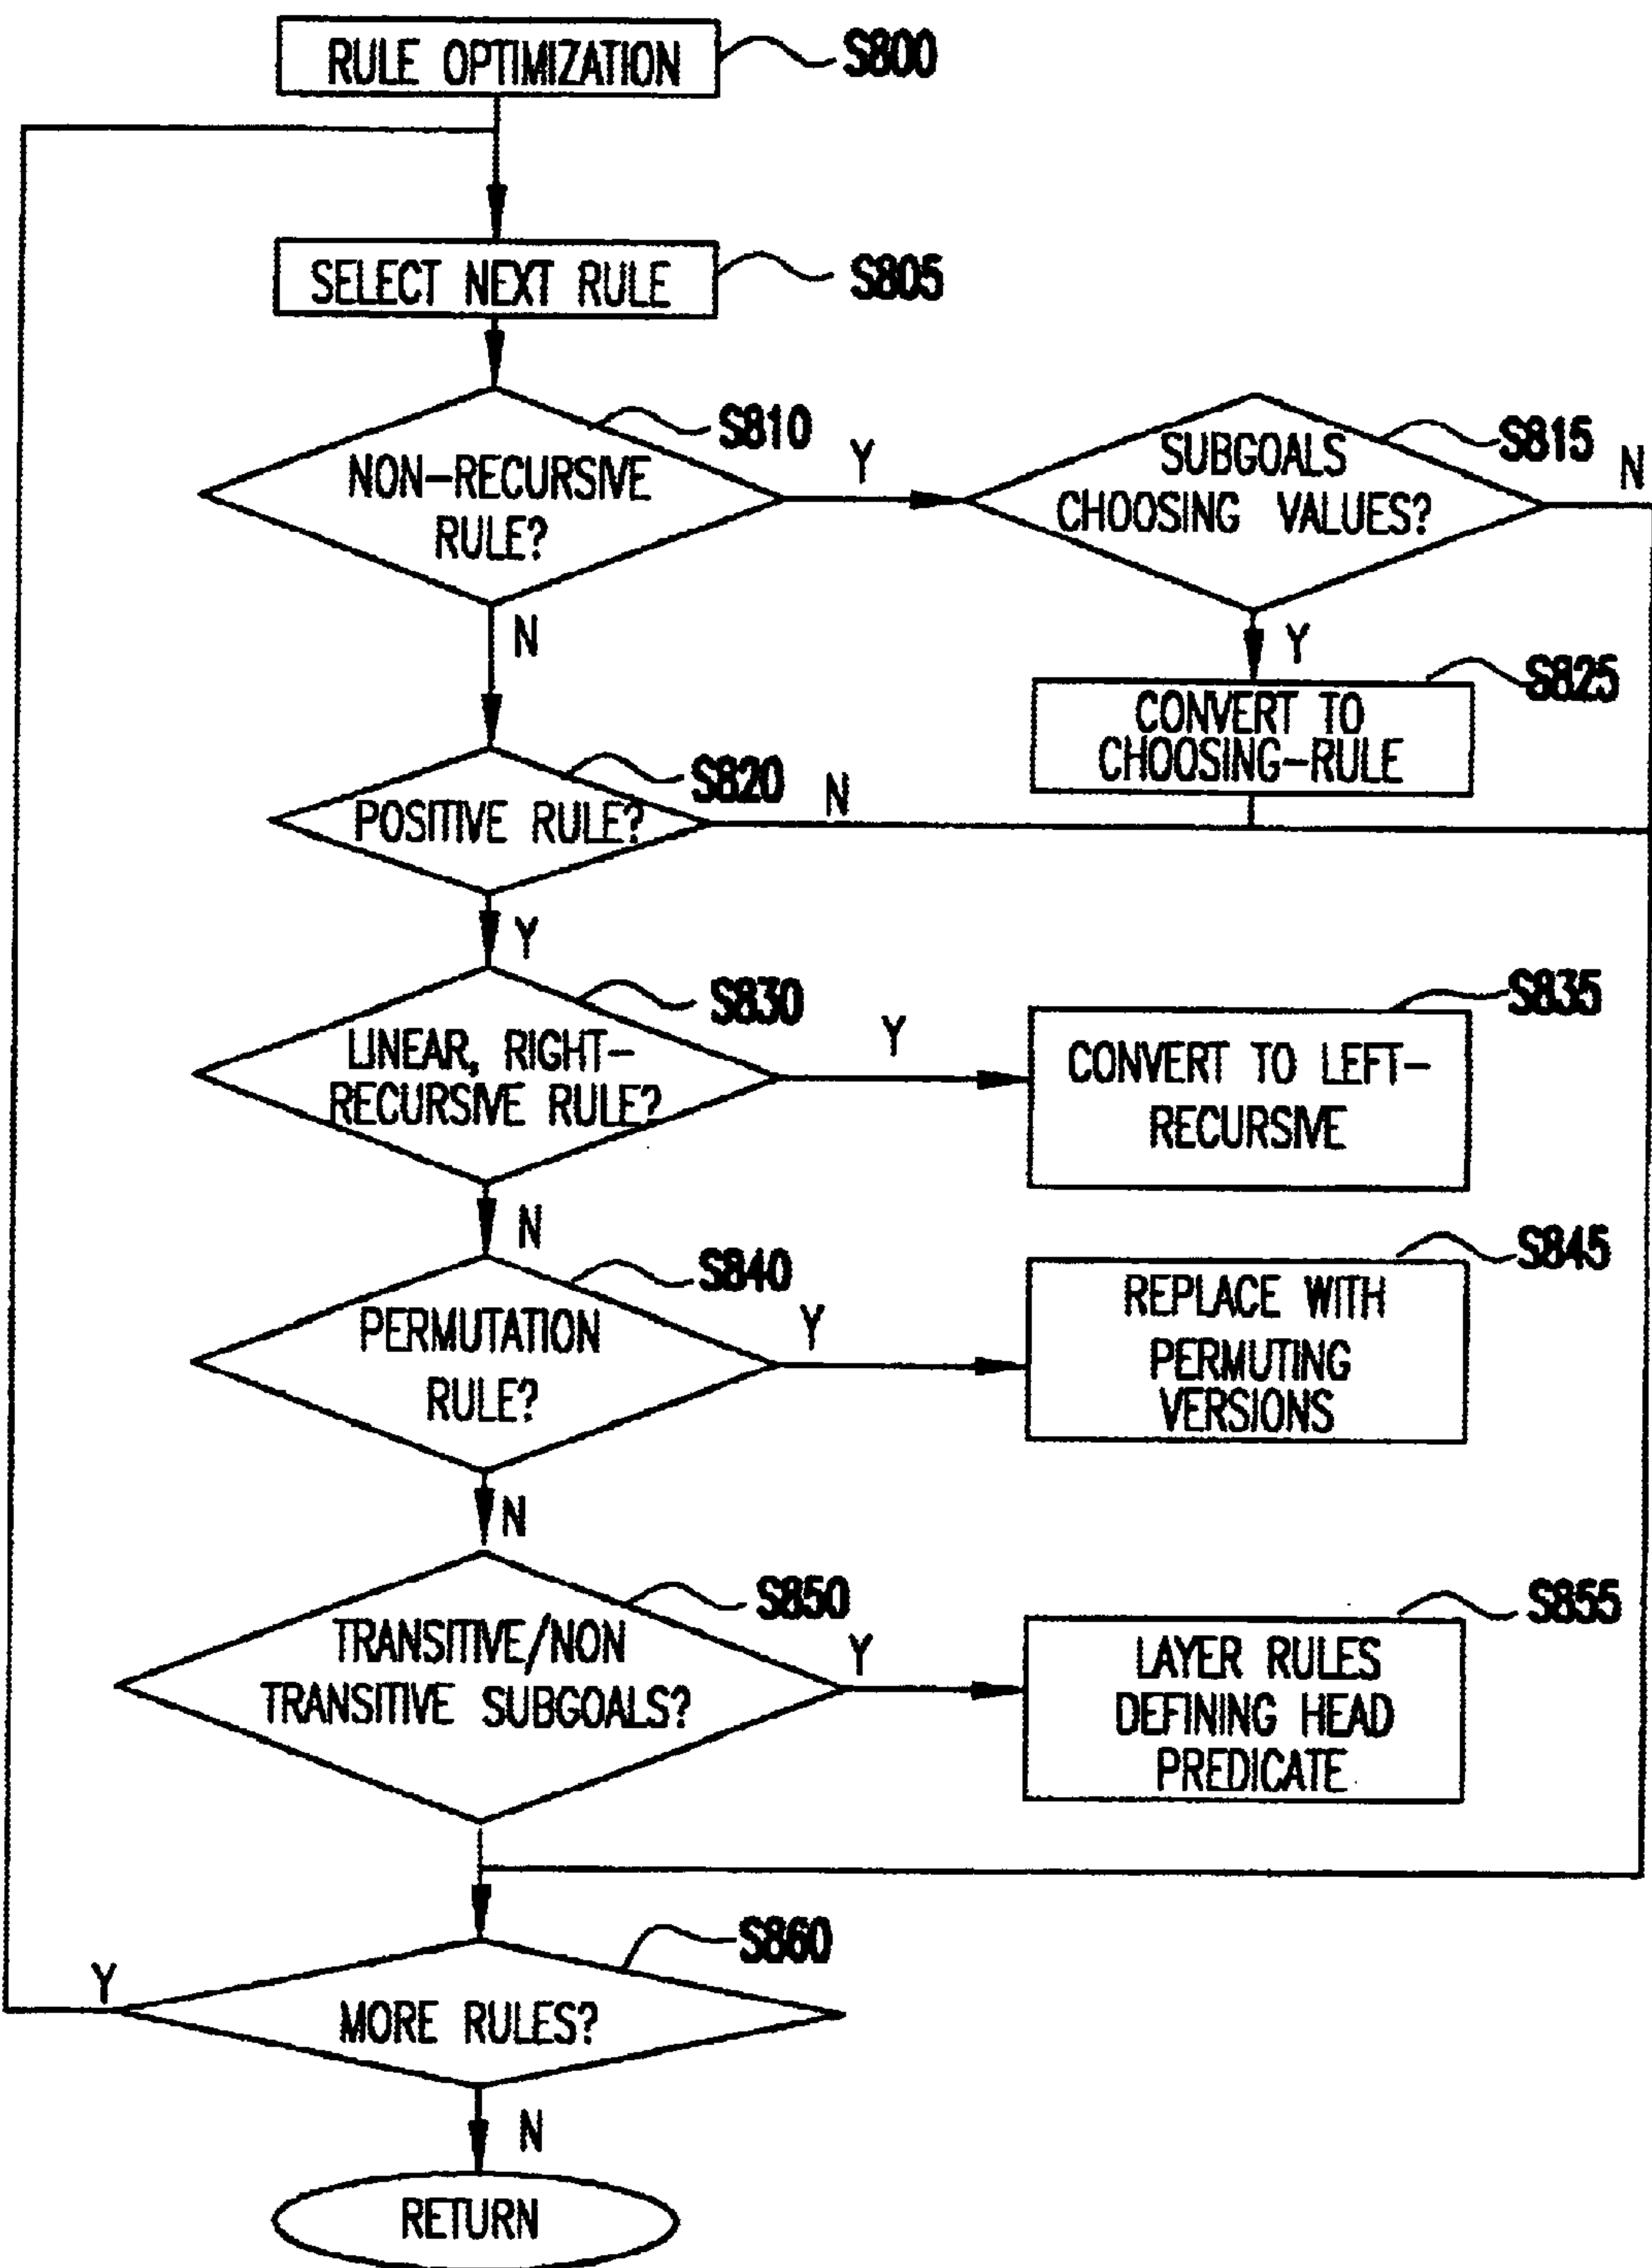 RULE OPTIMIZATION
S800
SELECT NEXT RULE
S805
S810
NON-RECURSIVE
RULE?
Y
N
S815
SUBGOALS
CHOOSING VALUES?
N
Y
S825
CONVERT TO
CHOOSING-RULE
S820
POSITIVE RULE?
N
Y
S830
LINEAR, RIGHT-
RECURSIVE RULE?
Y
N
S835
CONVERT TO LEFT-
RECURSIVE
S840
PERMUTATION
RULE?
Y
N
S845
REPLACE WITH
PERMUTING
VERSIONS
S850
TRANSITIVE/NON
TRANSITIVE SUBGOALS?
Y
S855
LAYER RULES
DEFINING HEAD
PREDICATE
S860
MORE RULES?
Y
N
RETURN